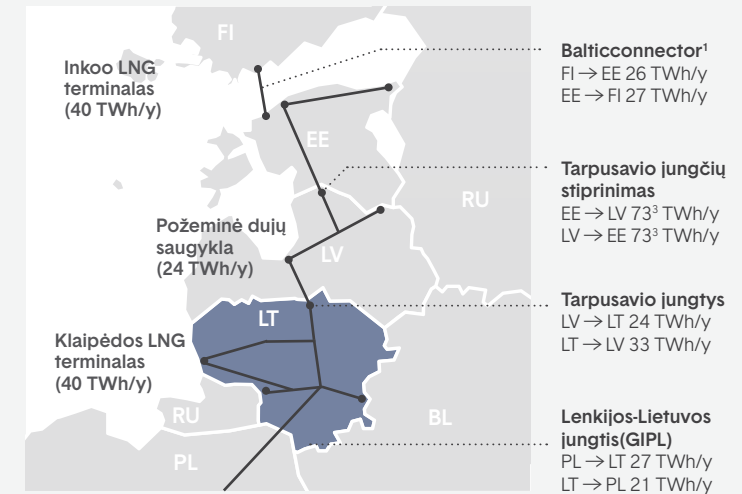 FI
Inkoo LNG
terminalas
(40 TWh/y)
Balticconnector¹
FI → EE 26 TWh/y
EE → FI 27 TWh/y
EE
Tarpusavio jungčių
stiprinimas
EE → LV 73³ TWh/y
LV → EE 73³ TWh/y
RU
Požeminė dujų
saugykla
(24 TWh/y)
LV
Tarpusavio jungtys
LV → LT 24 TWh/y
LT → LV 33 TWh/y
LT
Klaipėdos LNG
terminalas
(40 TWh/y)
RU
BL
PL
Lenkijos-Lietuvos
jungtis(GIPL)
PL → LT 27 TWh/y
LT → PL 21 TWh/y